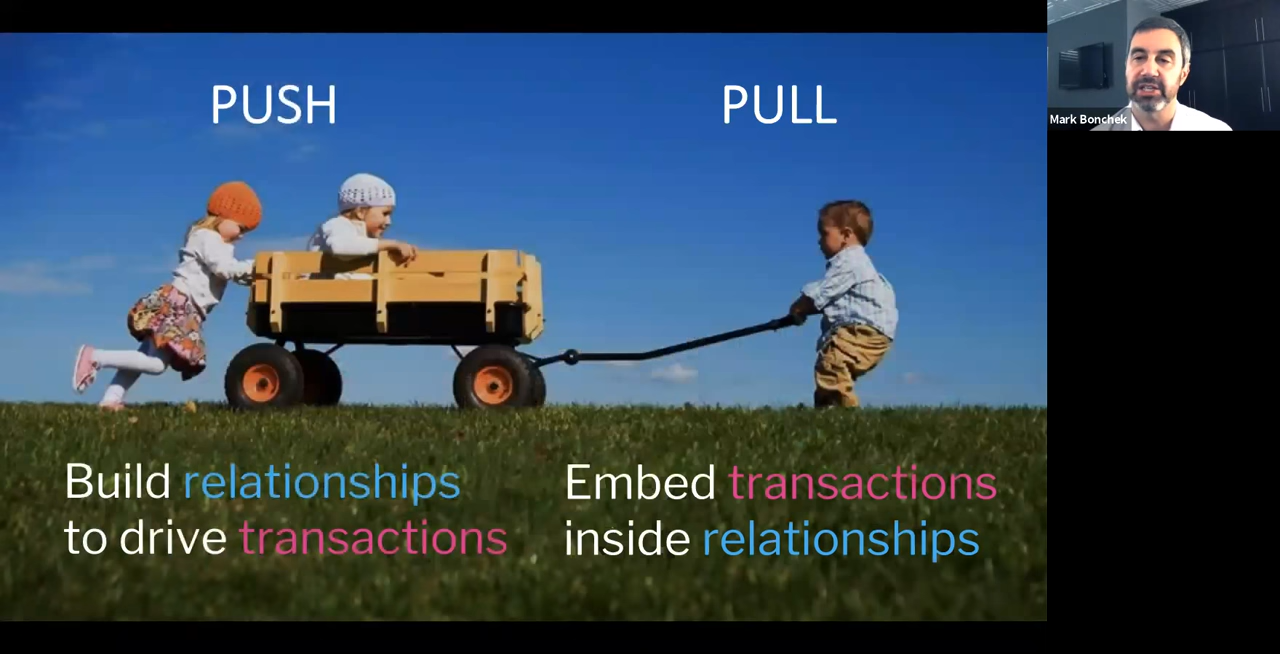 PUSH
PULL
Mark Bonchek
Build relationships
to drive transactions
Embed transactions
inside relationships